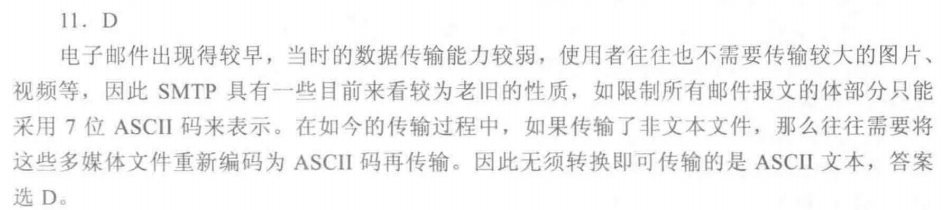 11．D
电子邮件出现得较早，当时的数据传输能力较弱，使用者往往也不需要传输较大的图片、
视频等，因此 SMTP 具有一些目前来看较为老旧的性质，如限制所有邮件报文的体部分只能
采用 7 位 ASCII 码来表示。在如今的传输过程中，如果传输了非文本文件，那么往往需要将
这些多媒体文件重新编码为 ASCII 码再传输。因此无须转换即可传输的是 ASCII 文本，答案
选 D。